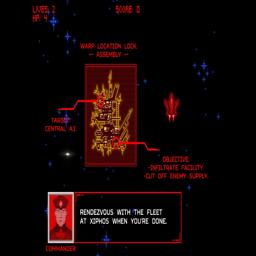 LIVES 2
SCORE 0
HP 4
WARP LOCATION LOCK
-- ASSEMBLY --
TARGET
CENTRAL AI
OBJECTIVE
-INFILTRATE FACILITY
-CUT OFF ENEMY SUPPLY
RENDEZVOUS WITH THE FLEET
AT XIPHOS WHEN YOU'RE DONE.
COMMANDER